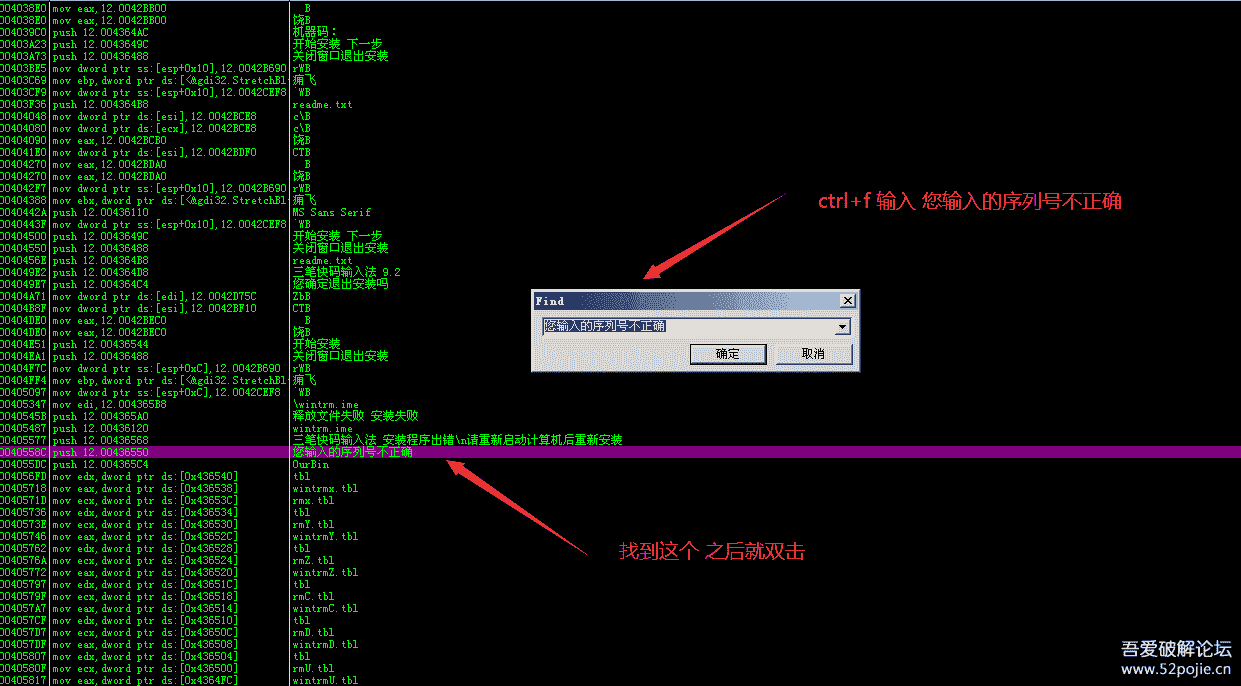 004038E0 mov eax,12.0042BB00 B
004038E0 mov eax,12.0042BB00 饶B
004039C0 push 12.004364AC 机器码：
00403A23 push 12.0043649C 开始安装 下一步
00403A73 push 12.00436488 关闭窗口退出安装
00403BE5 mov dword ptr ss:[esp+0x10],12.0042B690 rWB
00403C69 mov ebp,dword ptr ds:[<&gdi32.StretchBl 痈飞
00403CF9 mov dword ptr ss:[esp+0x10],12.0042CEF8 `WB
00403F36 push 12.004364B8 readme.txt
00404048 mov dword ptr ds:[esi],12.0042BCE8 c\B
00404080 mov dword ptr ds:[ecx],12.0042BCE8 c\B
00404090 mov eax,12.0042BCB0 饶B
004041E0 mov dword ptr ds:[esi],12.0042BDF0 CTB
00404270 mov eax,12.0042BDA0 B
00404270 mov eax,12.0042BDA0 饶B
004042F7 mov dword ptr ss:[esp+0x10],12.0042B690 rWB
00404388 mov ebx,dword ptr ds:[<&gdi32.StretchBl 痈飞
0040442A push 12.00436110 MS Sans Serif
0040443F mov dword ptr ss:[esp+0x10],12.0042CEF8 `WB
00404500 push 12.0043649C 开始安装 下一步
00404550 push 12.00436488 关闭窗口退出安装
0040456E push 12.004364B8 readme.txt
004049E2 push 12.004364D8 三笔快码输入法 9.2
004049E7 push 12.004364C4 您确定退出安装吗
00404A71 mov dword ptr ds:[edi],12.0042D75C ZbB
00404B8F mov dword ptr ds:[esi],12.0042BF10 CTB
00404DE0 mov eax,12.0042BEC0 B
00404DE0 mov eax,12.0042BEC0 饶B
00404E51 push 12.00436544 开始安装
00404EA1 push 12.00436488 关闭窗口退出安装
00404F7C mov dword ptr ss:[esp+0xC],12.0042B690 rWB
00404FF4 mov ebp,dword ptr ds:[<&gdi32.StretchBl 痈飞
00405097 mov dword ptr ss:[esp+0xC],12.0042CEF8 `WB
00405347 mov edi,12.004365B8 \wintrm.ime
0040545B push 12.004365A0 释放文件失败 安装失败
00405487 push 12.00436120 wintrm.ime
00405577 push 12.00436568 三笔快码输入法 安装程序出错\n请重新启动计算机后重新安装
0040558C push 12.00436550 您输入的序列号不正确
004055DC push 12.004365C4 OurBin
004056FD mov edx,dword ptr ds:[0x436540] tbl
00405718 mov eax,dword ptr ds:[0x436538] wintrmx.tbl
0040571D mov ecx,dword ptr ds:[0x43653C] rmx.tbl
00405736 mov edx,dword ptr ds:[0x436534] tbl
0040573E mov ecx,dword ptr ds:[0x436530] rmY.tbl
00405746 mov eax,dword ptr ds:[0x43652C] wintrmY.tbl
00405762 mov edx,dword ptr ds:[0x436528] tbl
0040576A mov ecx,dword ptr ds:[0x436524] rmZ.tbl
00405772 mov eax,dword ptr ds:[0x436520] wintrmZ.tbl
00405797 mov edx,dword ptr ds:[0x43651C] tbl
0040579F mov ecx,dword ptr ds:[0x436518] rmC.tbl
004057A7 mov eax,dword ptr ds:[0x436514] wintrmC.tbl
004057CF mov edx,dword ptr ds:[0x436510] tbl
004057D7 mov ecx,dword ptr ds:[0x43650C] rmD.tbl
004057DF mov eax,dword ptr ds:[0x436508] wintrmD.tbl
00405807 mov edx,dword ptr ds:[0x436504] tbl
0040580F mov ecx,dword ptr ds:[0x436500] rmU.tbl
00405817 mov eax,dword ptr ds:[0x4364FC] wintrmU.tbl
ctrl+f 输入 您输入的序列号不正确
Find
您输入的序列号不正确
确定 取消
找到这个 之后就双击
吾爱破解论坛
www.52pojie.cn